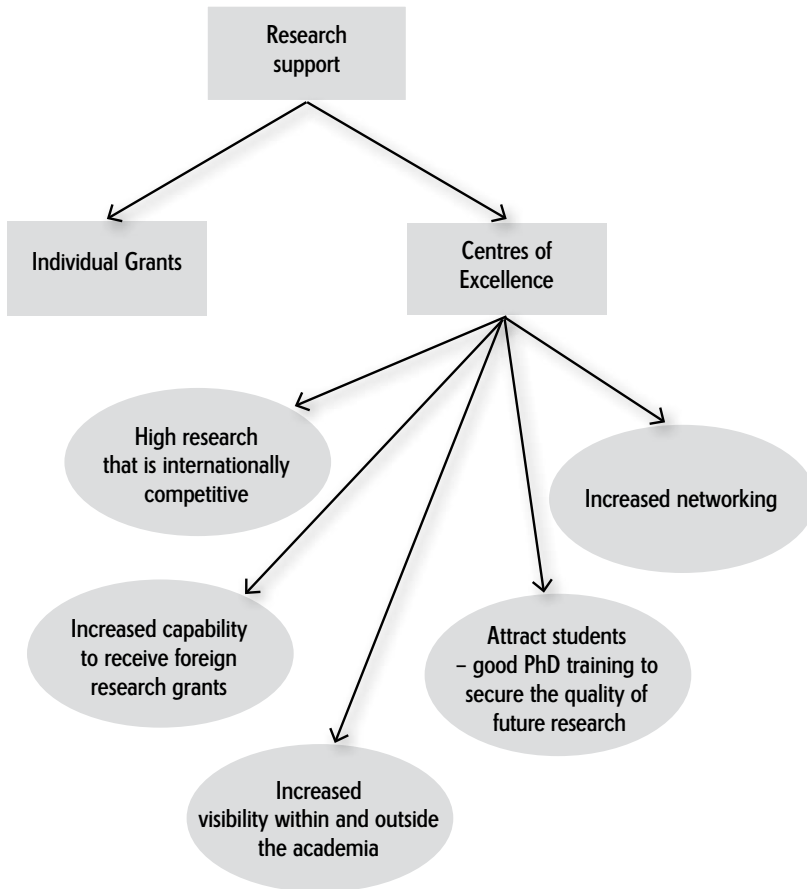 Research
support
Individual Grants
Centres of
Excellence
High research
that is internationally
competitive
Increased networking
Increased capability
to receive foreign
research grants
Attract students
– good PhD training to
secure the quality of
future research
Increased
visibility within and outside
the academia